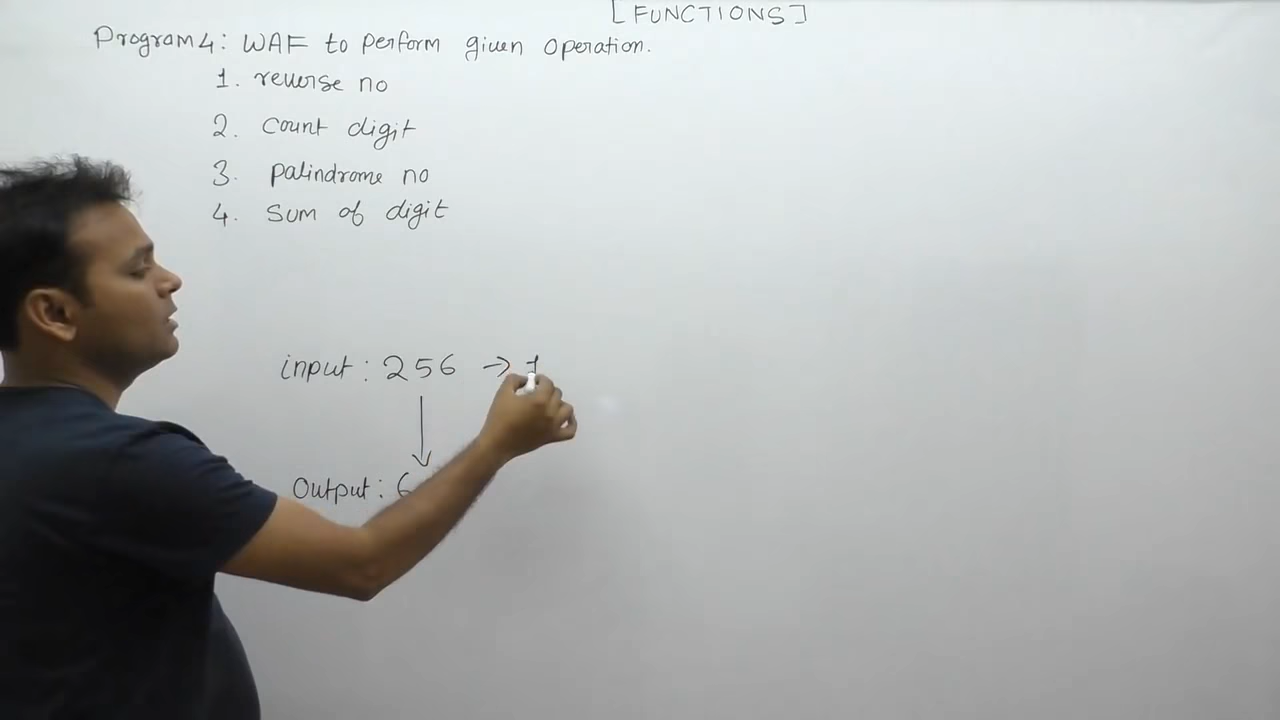 [FUNCTIONS]
Program 4: WAF to perform given operation.
1. reverse no
2. count digit
3. palindrome no
4. sum of digit
input: 256 →
Output: 6